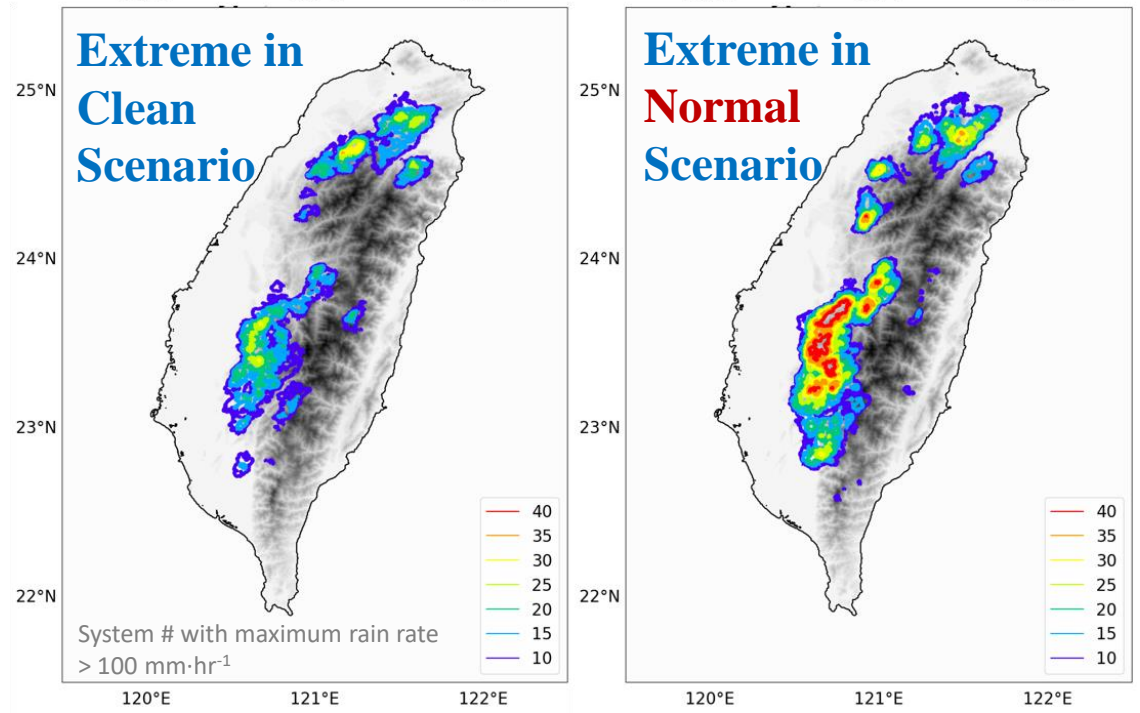 Extreme in
Clean
Scenario
25°N
24°N
23°N
22°N
120°E
121°E
122°E
System # with maximum rain rate
> 100 mm·hr-1
40
35
30
25
20
15
10
Extreme in
Normal
Scenario
25°N
24°N
23°N
22°N
120°E
121°E
122°E
40
35
30
25
20
15
10